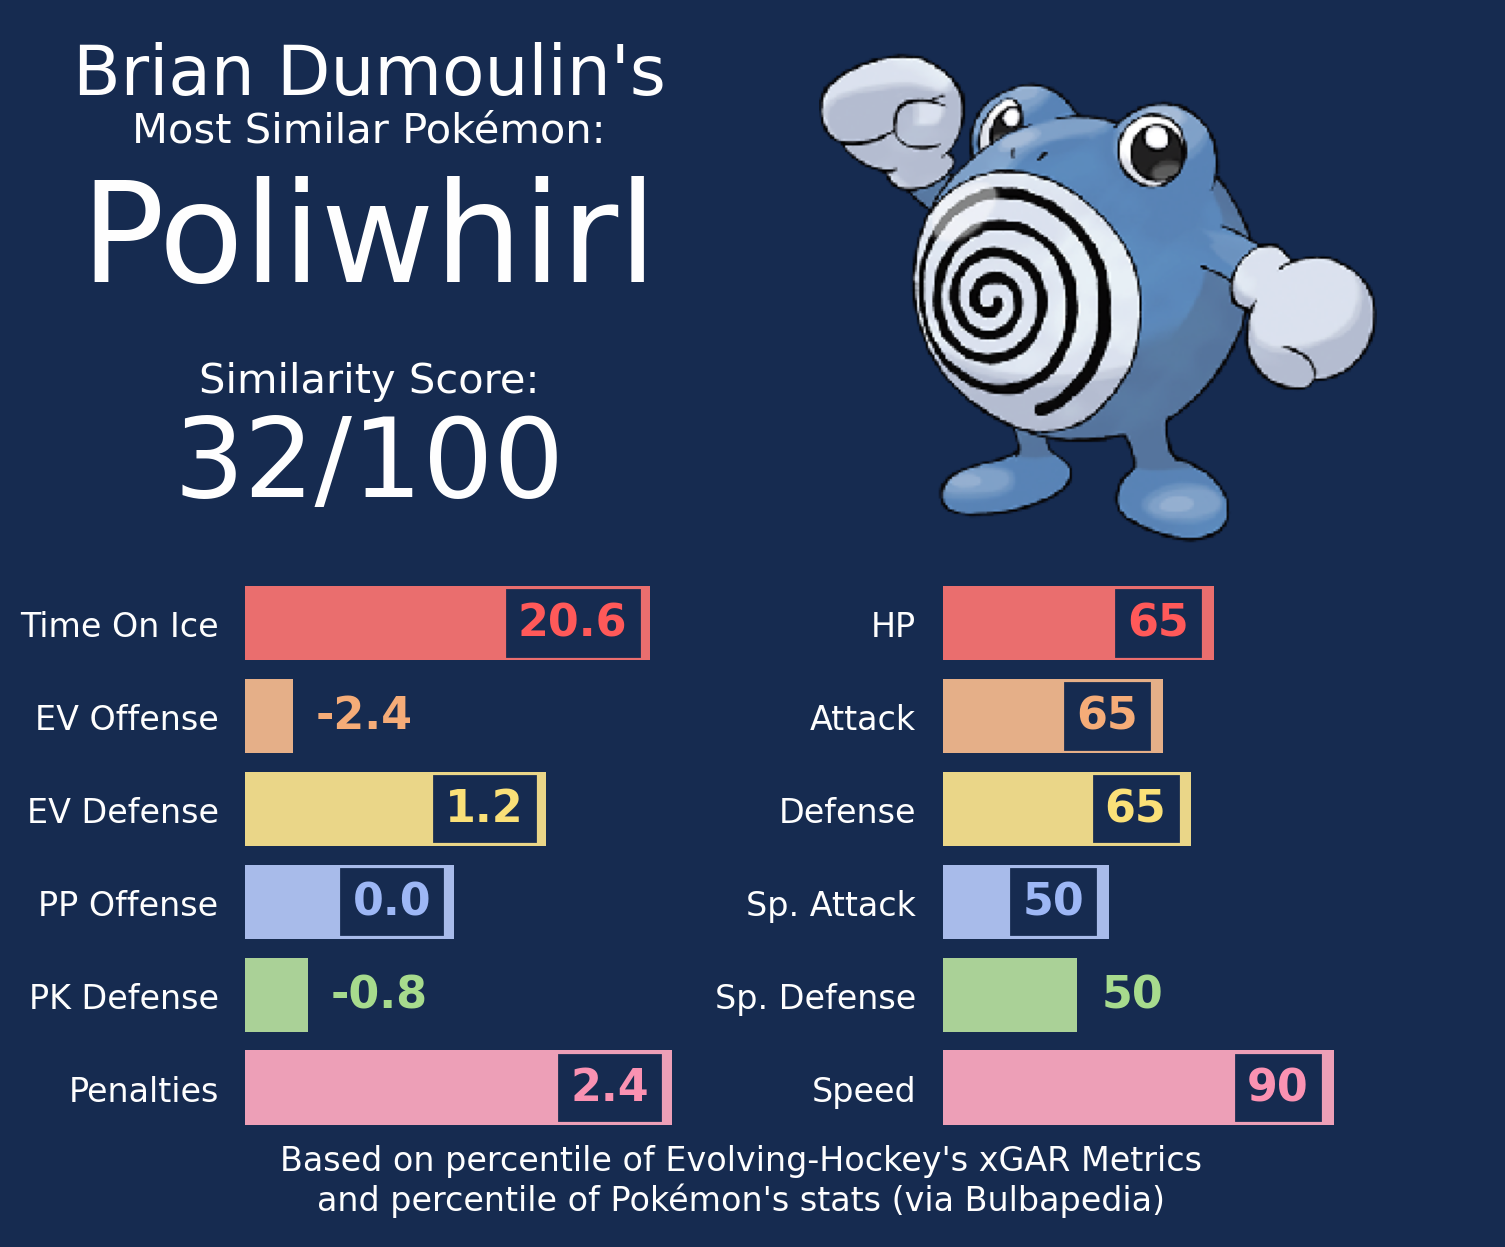 Brian Dumoulin's
Most Similar Pokémon:
Poliwhirl
Similarity Score:
32/100
Time On Ice 20.6
EV Offense -2.4
EV Defense 1.2
PP Offense 0.0
PK Defense -0.8
Penalties 2.4
HP 65
Attack 65
Defense 65
Sp. Attack 50
Sp. Defense 50
Speed 90
Based on percentile of Evolving-Hockey's xGAR Metrics
and percentile of Pokémon's stats (via Bulbapedia)